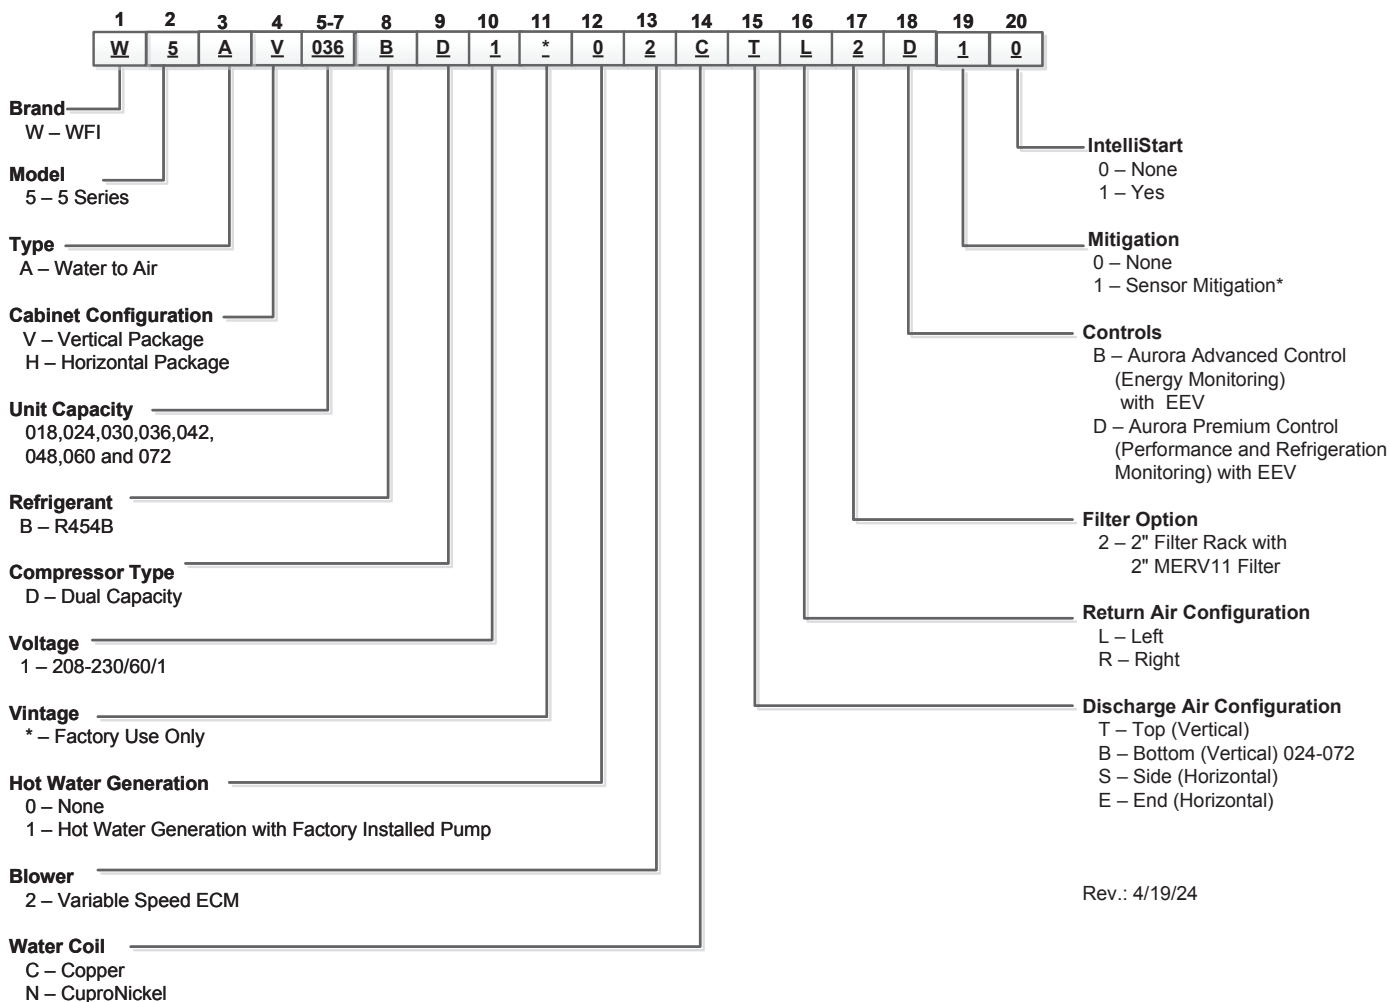 1 2 3 4 5-7 8 9 10 11 12 13 14 15 16 17 18 19 20
W 5 A V 036 B D 1 * 0 2 C T L 2 D 1 0
Brand
W – WFI
Model
5 – 5 Series
Type
A – Water to Air
Cabinet Configuration
V – Vertical Package
H – Horizontal Package
Unit Capacity
018,024,030,036,042,
048,060 and 072
Refrigerant
B – R454B
Compressor Type
D – Dual Capacity
Voltage
1 – 208-230/60/1
Vintage
* – Factory Use Only
Hot Water Generation
0 – None
1 – Hot Water Generation with Factory Installed Pump
Blower
2 – Variable Speed ECM
Water Coil
C – Copper
N – CuproNickel
IntelliStart
0 – None
1 – Yes
Mitigation
0 – None
1 – Sensor Mitigation*
Controls
B – Aurora Advanced Control
(Energy Monitoring)
with EEV
D – Aurora Premium Control
(Performance and Refrigeration
Monitoring) with EEV
Filter Option
2 – 2" Filter Rack with
2" MERV11 Filter
Return Air Configuration
L – Left
R – Right
Discharge Air Configuration
T – Top (Vertical)
B – Bottom (Vertical) 024-072
S – Side (Horizontal)
E – End (Horizontal)
Rev.: 4/19/24